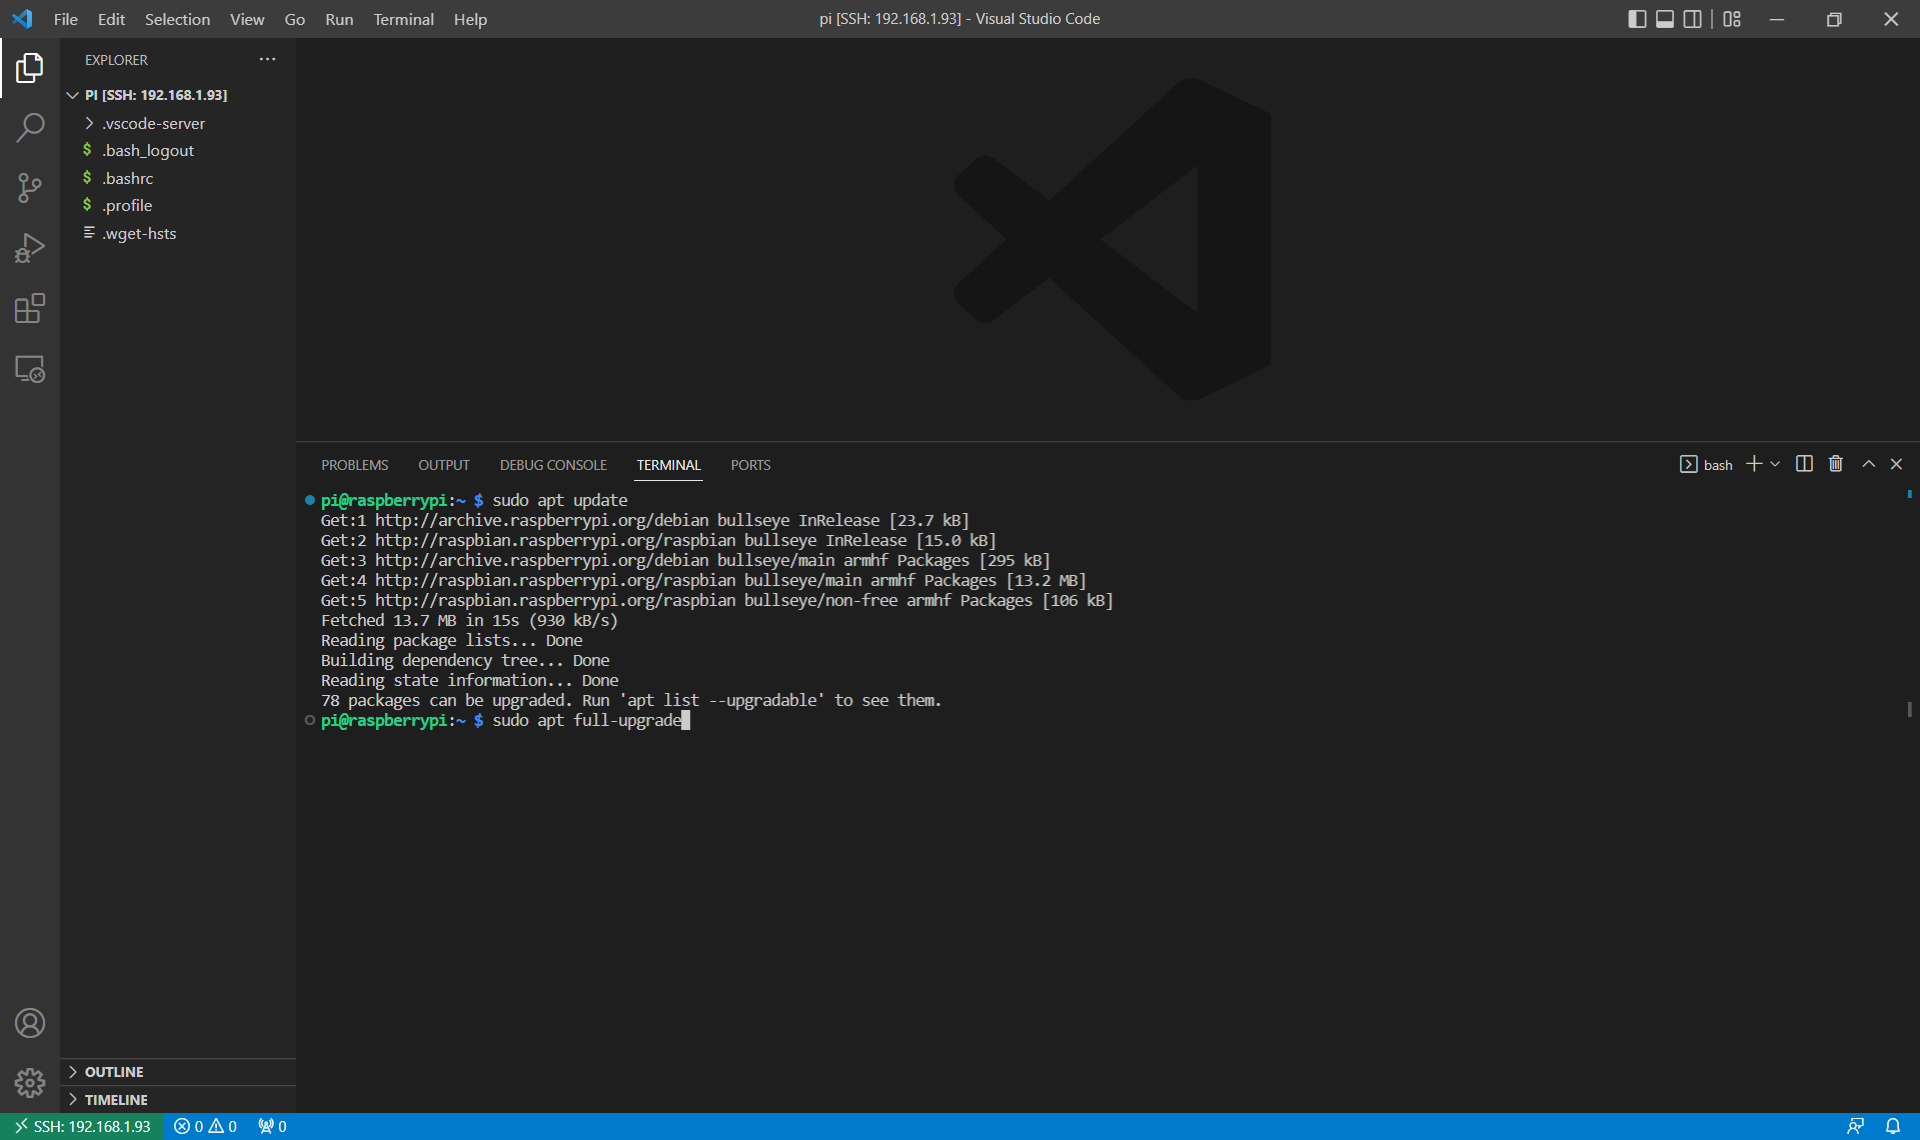 File Edit Selection View Go Run Terminal Help
pi [SSH: 192.168.1.93] - Visual Studio Code
EXPLORER
PI [SSH: 192.168.1.93]
.vscode-server
$ .bash_logout
$ .bashrc
$ .profile
.wget-hsts
PROBLEMS OUTPUT DEBUG CONSOLE TERMINAL PORTS
bash
pi@raspberrypi:~ $ sudo apt update
Get:1 http://archive.raspberrypi.org/debian bullseye InRelease [23.7 kB]
Get:2 http://raspbian.raspberrypi.org/raspbian bullseye InRelease [15.0 kB]
Get:3 http://archive.raspberrypi.org/debian bullseye/main armhf Packages [295 kB]
Get:4 http://raspbian.raspberrypi.org/raspbian bullseye/main armhf Packages [13.2 MB]
Get:5 http://raspbian.raspberrypi.org/raspbian bullseye/non-free armhf Packages [106 kB]
Fetched 13.7 MB in 15s (930 kB/s)
Reading package lists... Done
Building dependency tree... Done
Reading state information... Done
78 packages can be upgraded. Run 'apt list --upgradable' to see them.
pi@raspberrypi:~ $ sudo apt full-upgrade
OUTLINE
TIMELINE
SSH: 192.168.1.93 0 0 0